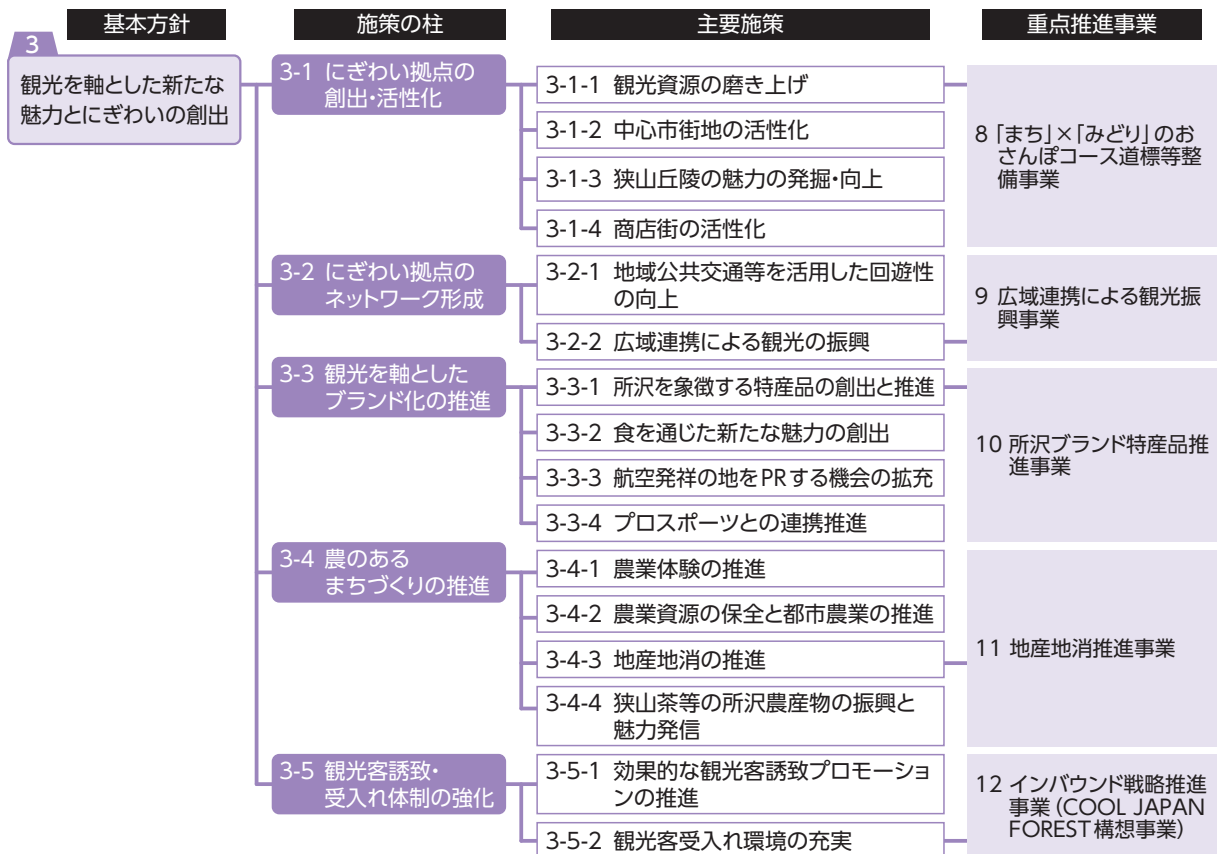 基本方針
施策の柱
主要施策
重点推進事業
3
観光を軸とした新たな
魅力とにぎわいの創出
3-1 にぎわい拠点の
創出・活性化
3-1-1 観光資源の磨き上げ
3-1-2 中心市街地の活性化
3-1-3 狭山丘陵の魅力の発掘・向上
3-1-4 商店街の活性化
8 「まち」×「みどり」のお
さんぽコース道標等整
備事業
3-2 にぎわい拠点の
ネットワーク形成
3-2-1 地域公共交通等を活用した回遊性
の向上
3-2-2 広域連携による観光の振興
9 広域連携による観光振
興事業
3-3 観光を軸とした
ブランド化の推進
3-3-1 所沢を象徴する特産品の創出と推進
3-3-2 食を通じた新たな魅力の創出
3-3-3 航空発祥の地をPRする機会の拡充
3-3-4 プロスポーツとの連携推進
10 所沢ブランド特産品推
進事業
3-4 農のある
まちづくりの推進
3-4-1 農業体験の推進
3-4-2 農業資源の保全と都市農業の推進
3-4-3 地産地消の推進
3-4-4 狭山茶等の所沢農産物の振興と
魅力発信
11 地産地消推進事業
3-5 観光客誘致・
受入れ体制の強化
3-5-1 効果的な観光客誘致プロモーショ
ンの推進
3-5-2 観光客受入れ環境の充実
12 インバウンド戦略推進
事業（COOL JAPAN
FOREST構想事業）